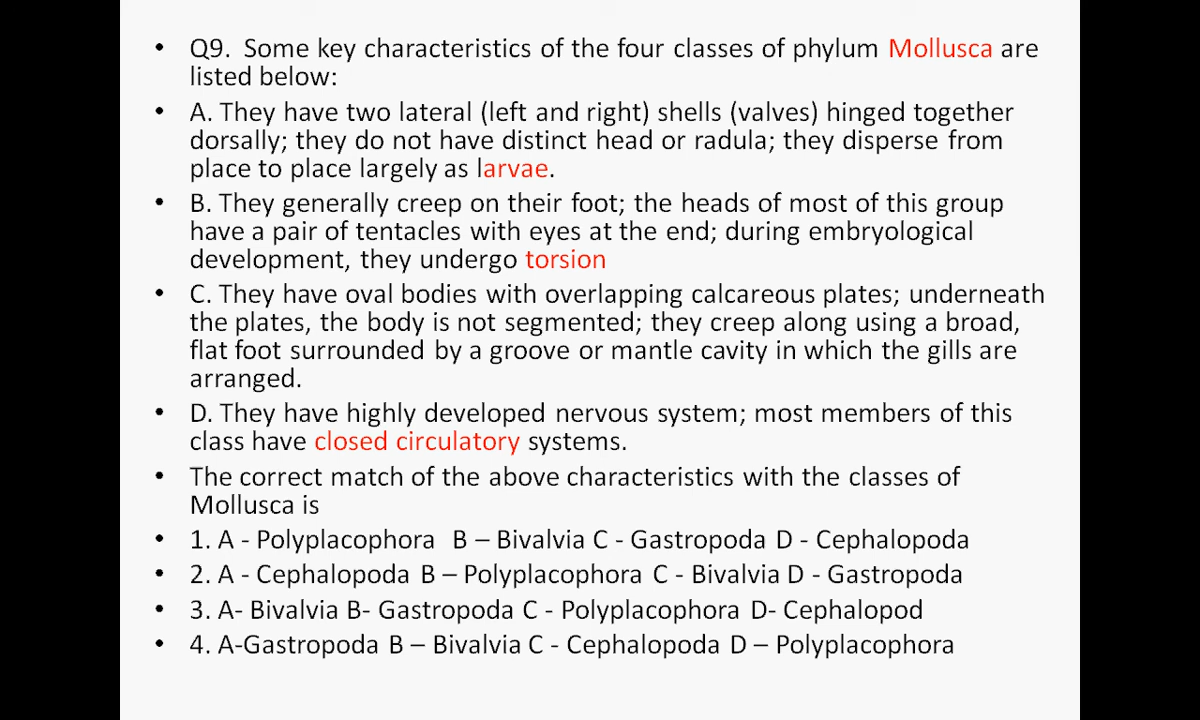 • Q9. Some key characteristics of the four classes of phylum Mollusca are
listed below:
• A. They have two lateral (left and right) shells (valves) hinged together
dorsally; they do not have distinct head or radula; they disperse from
place to place largely as larvae.
• B. They generally creep on their foot; the heads of most of this group
have a pair of tentacles with eyes at the end; during embryological
development, they undergo torsion
• C. They have oval bodies with overlapping calcareous plates; underneath
the plates, the body is not segmented; they creep along using a broad,
flat foot surrounded by a groove or mantle cavity in which the gills are
arranged.
• D. They have highly developed nervous system; most members of this
class have closed circulatory systems.
• The correct match of the above characteristics with the classes of
Mollusca is
• 1. A - Polyplacophora B – Bivalvia C - Gastropoda D - Cephalopoda
• 2. A - Cephalopoda B – Polyplacophora C - Bivalvia D - Gastropoda
• 3. A- Bivalvia B- Gastropoda C - Polyplacophora D- Cephalopod
• 4. A-Gastropoda B – Bivalvia C - Cephalopoda D – Polyplacophora